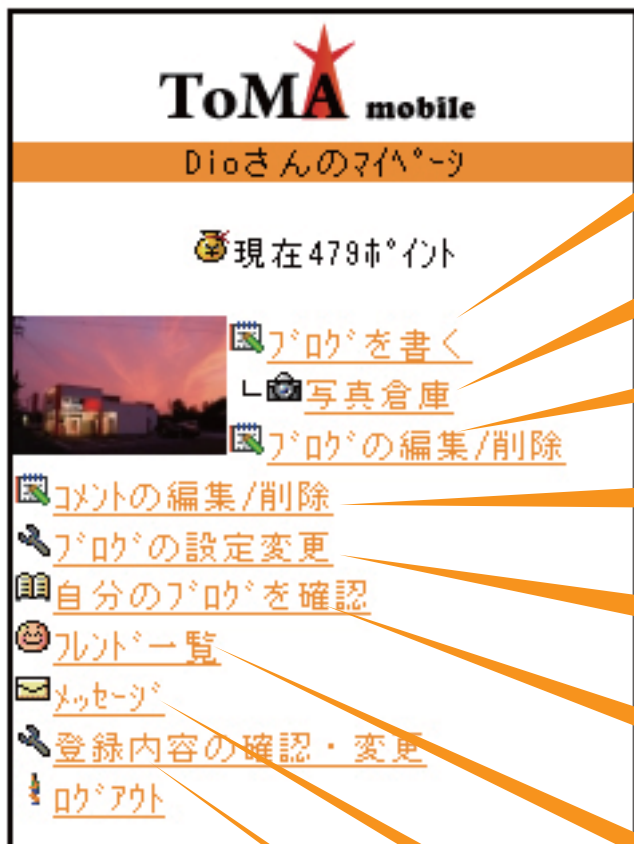 ToMA mobile
Dioさんのﾏｲﾍﾟｰｼﾞ
現在479ﾎﾟｲﾝﾄ
ﾌﾞﾛｸﾞを書く
写真倉庫
ﾌﾞﾛｸﾞの編集/削除
ｺﾒﾝﾄの編集/削除
ﾌﾞﾛｸﾞの設定変更
自分のﾌﾞﾛｸﾞを確認
ﾌﾚﾝﾄﾞ一覧
ﾒｯｾｰｼﾞ
登録内容の確認・変更
ﾛｸﾞｱｳﾄ